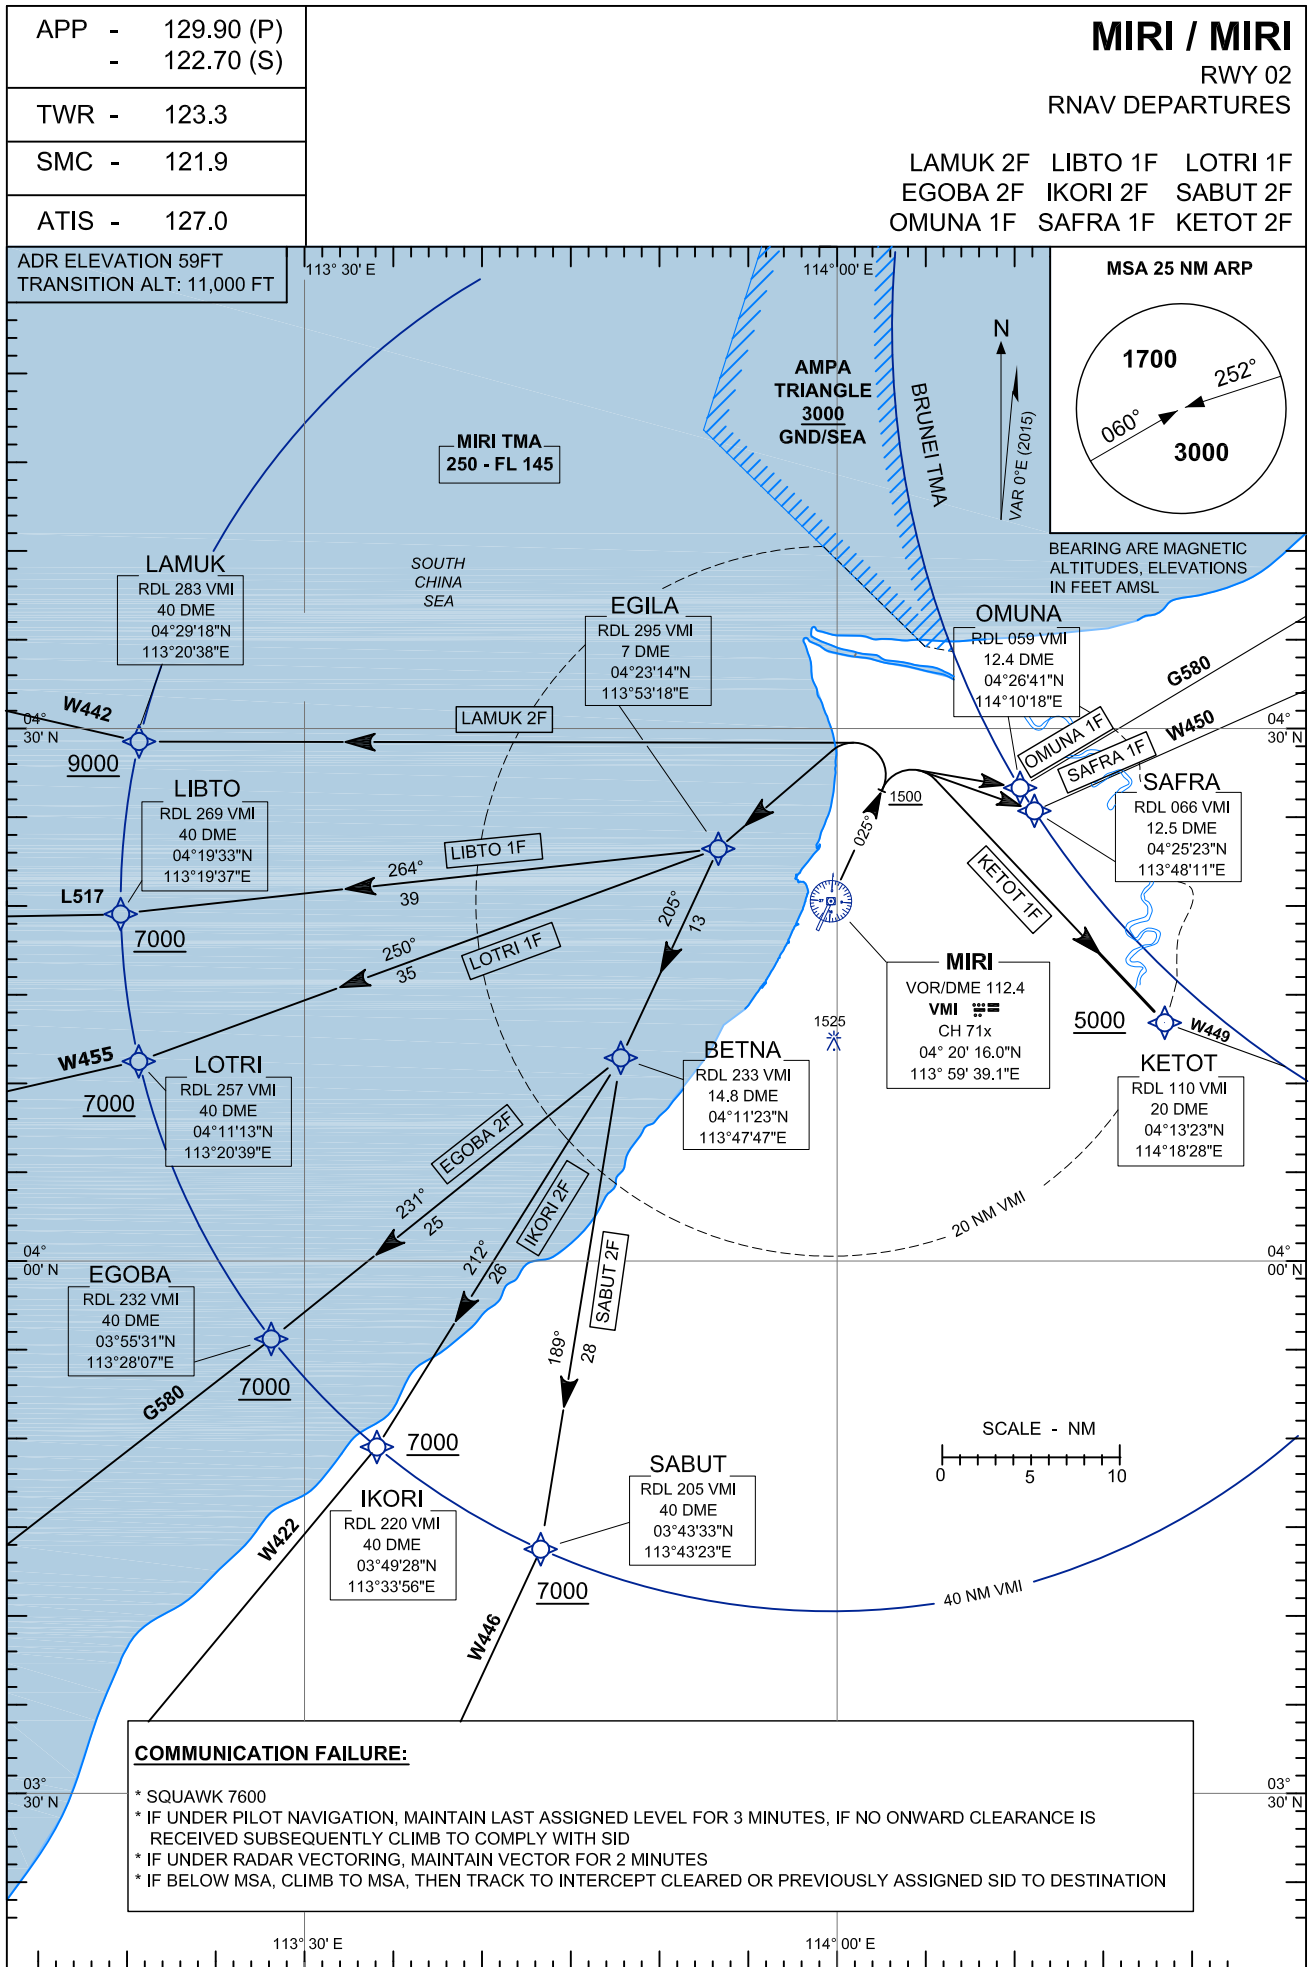 APP - 129.90 (P)
- 122.70 (S)
TWR - 123.3
SMC - 121.9
ATIS - 127.0
MIRI / MIRI
RWY 02
RNAV DEPARTURES
LAMUK 2F LIBTO 1F LOTRI 1F
EGOBA 2F IKORI 2F SABUT 2F
OMUNA 1F SAFRA 1F KETOT 2F
ADR ELEVATION 59FT
TRANSITION ALT: 11,000 FT
113° 30' E
114° 00' E
MSA 25 NM ARP
1700
252°
060°
3000
N
VAR 0°E (2015)
BEARING ARE MAGNETIC
ALTITUDES, ELEVATIONS
IN FEET AMSL
AMPA
TRIANGLE
3000
GND/SEA
BRUNEI TMA
MIRI TMA
250 - FL 145
SOUTH
CHINA
SEA
LAMUK
RDL 283 VMI
40 DME
04°29'18"N
113°20'38"E
EGILA
RDL 295 VMI
7 DME
04°23'14"N
113°53'18"E
OMUNA
RDL 059 VMI
12.4 DME
04°26'41"N
114°10'18"E
G580
W450
W442
04°
30' N
LAMUK 2F
OMUNA 1F
SAFRA 1F
04°
30' N
9000
LIBTO
RDL 269 VMI
40 DME
04°19'33"N
113°19'37"E
SAFRA
RDL 066 VMI
12.5 DME
04°25'23"N
113°48'11"E
1500
025°
LIBTO 1F
264°
39
L517
7000
KETOT 1F
205°
13
250°
35
LOTRI 1F
MIRI
VOR/DME 112.4
VMI
CH 71x
04° 20' 16.0"N
113° 59' 39.1"E
1525
5000
W449
W455
7000
LOTRI
RDL 257 VMI
40 DME
04°11'13"N
113°20'39"E
BETNA
RDL 233 VMI
14.8 DME
04°11'23"N
113°47'47"E
KETOT
RDL 110 VMI
20 DME
04°13'23"N
114°18'28"E
EGOBA 2F
231°
25
IKORI 2F
212°
26
SABUT 2F
189°
28
20 NM VMI
04°
00' N
04°
00' N
EGOBA
RDL 232 VMI
40 DME
03°55'31"N
113°28'07"E
7000
G580
7000
IKORI
RDL 220 VMI
40 DME
03°49'28"N
113°33'56"E
W422
SABUT
RDL 205 VMI
40 DME
03°43'33"N
113°43'23"E
7000
W446
SCALE - NM
0 5 10
40 NM VMI
COMMUNICATION FAILURE:
* SQUAWK 7600
* IF UNDER PILOT NAVIGATION, MAINTAIN LAST ASSIGNED LEVEL FOR 3 MINUTES, IF NO ONWARD CLEARANCE IS
RECEIVED SUBSEQUENTLY CLIMB TO COMPLY WITH SID
* IF UNDER RADAR VECTORING, MAINTAIN VECTOR FOR 2 MINUTES
* IF BELOW MSA, CLIMB TO MSA, THEN TRACK TO INTERCEPT CLEARED OR PREVIOUSLY ASSIGNED SID TO DESTINATION
03°
30' N
03°
30' N
113° 30' E
114° 00' E